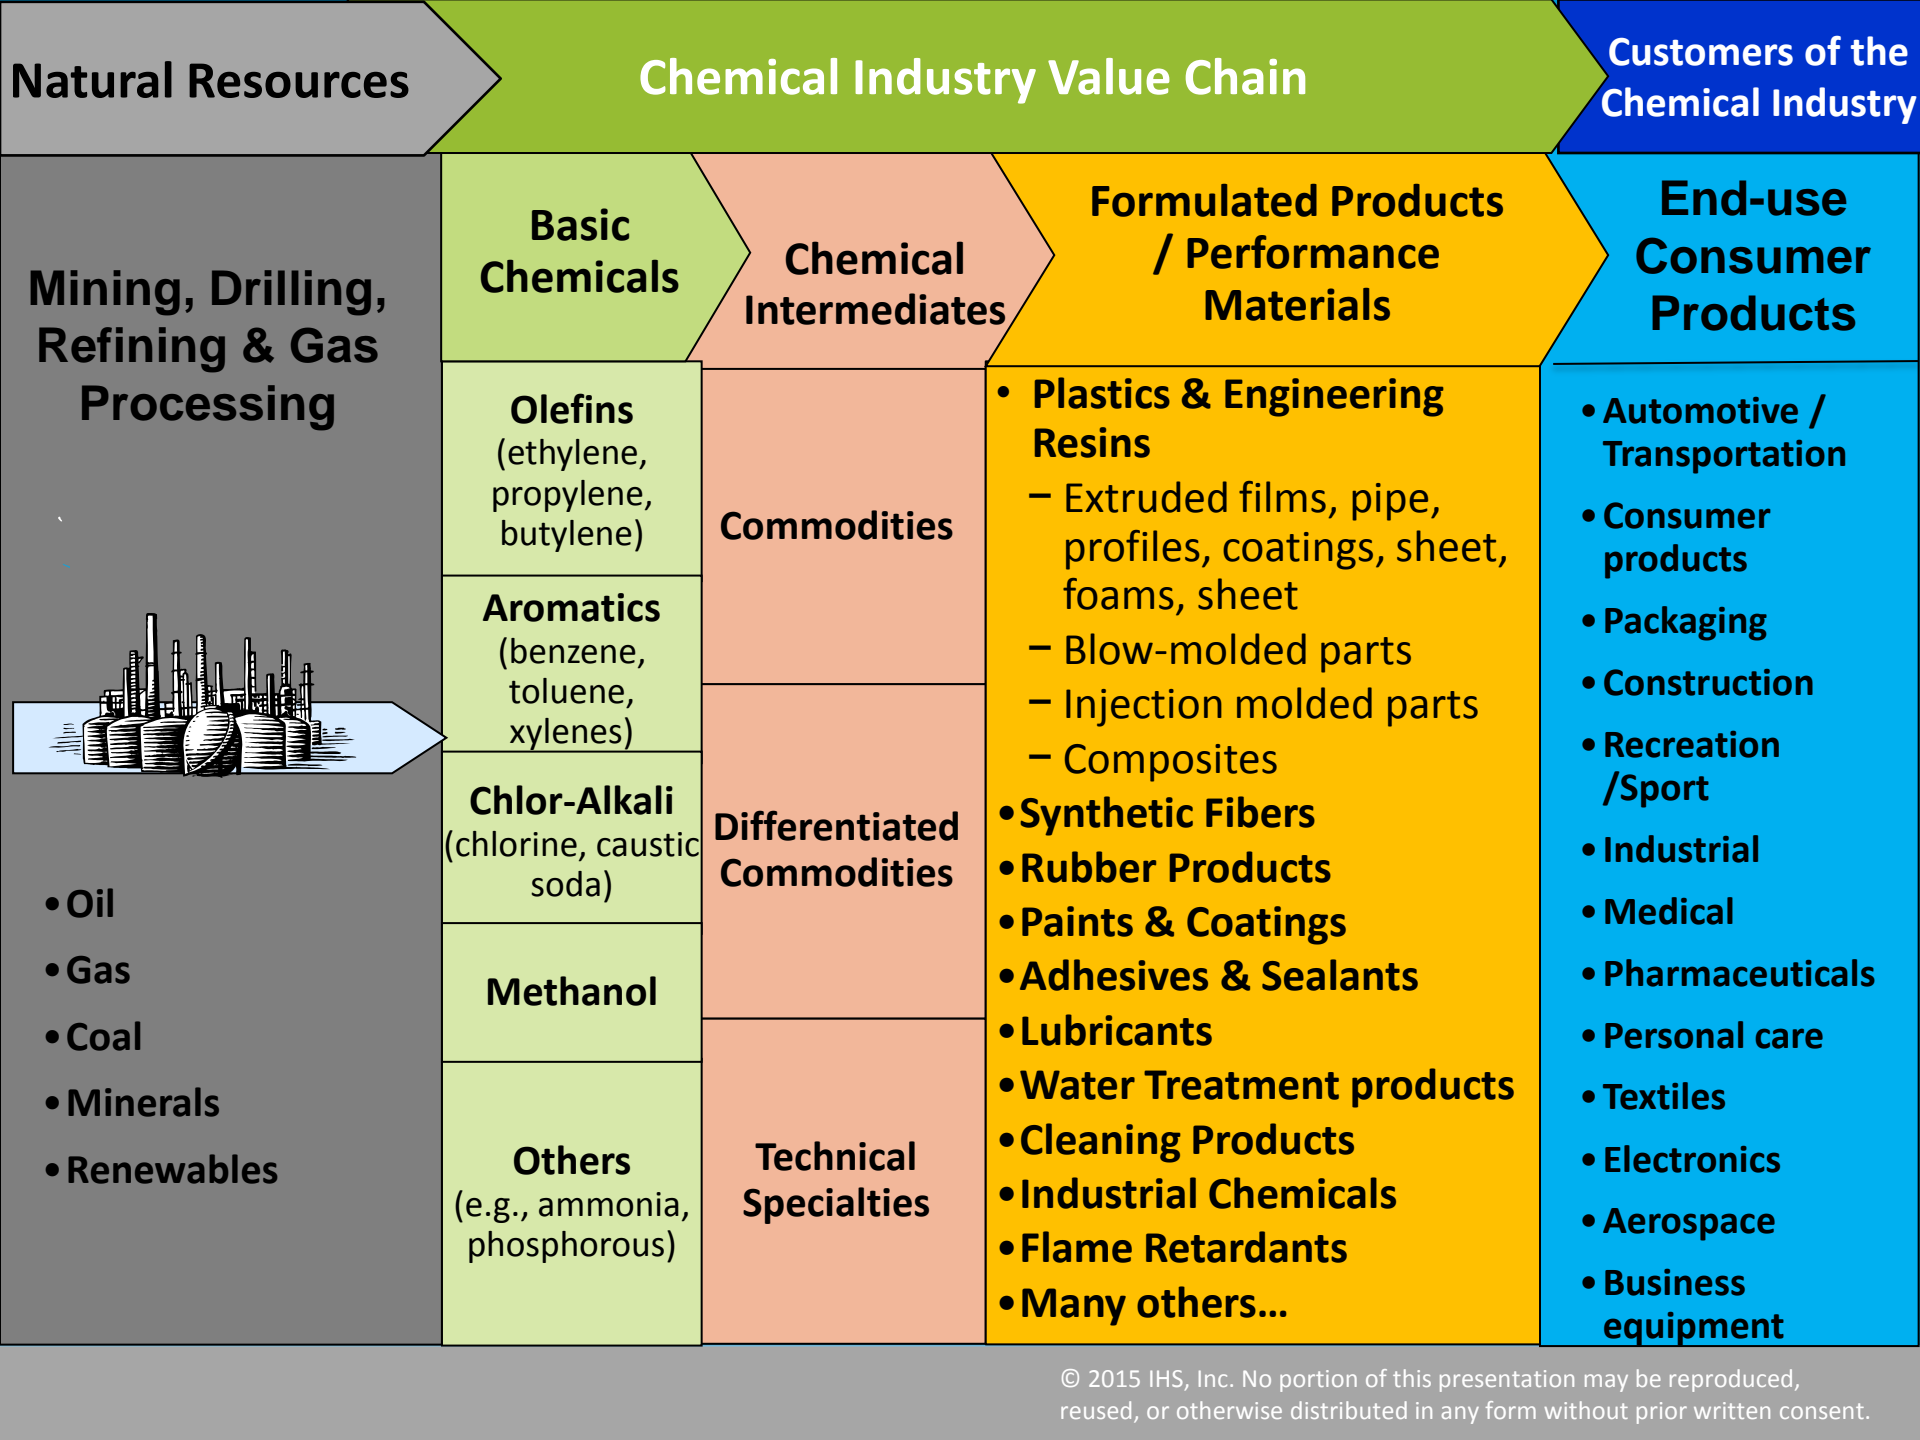 Natural Resources
Chemical Industry Value Chain
Customers of the
Chemical Industry
Mining, Drilling,
Refining & Gas
Processing
•Oil
•Gas
•Coal
•Minerals
•Renewables
Basic
Chemicals
Olefins
(ethylene,
propylene,
butylene)
Aromatics
(benzene,
toluene,
xylenes)
Chlor-Alkali
(chlorine, caustic
soda)
Methanol
Others
(e.g., ammonia,
phosphorous)
Chemical
Intermediates
Commodities
Differentiated
Commodities
Technical
Specialties
Formulated Products
/ Performance
Materials
• Plastics & Engineering
Resins
– Extruded films, pipe,
profiles, coatings, sheet,
foams, sheet
– Blow-molded parts
– Injection molded parts
– Composites
•Synthetic Fibers
•Rubber Products
•Paints & Coatings
•Adhesives & Sealants
•Lubricants
•Water Treatment products
•Cleaning Products
•Industrial Chemicals
•Flame Retardants
•Many others...
End-use
Consumer
Products
•Automotive /
Transportation
•Consumer
products
•Packaging
•Construction
•Recreation
/Sport
•Industrial
•Medical
•Pharmaceuticals
•Personal care
•Textiles
•Electronics
•Aerospace
•Business
equipment
© 2015 IHS, Inc. No portion of this presentation may be reproduced,
reused, or otherwise distributed in any form without prior written consent.